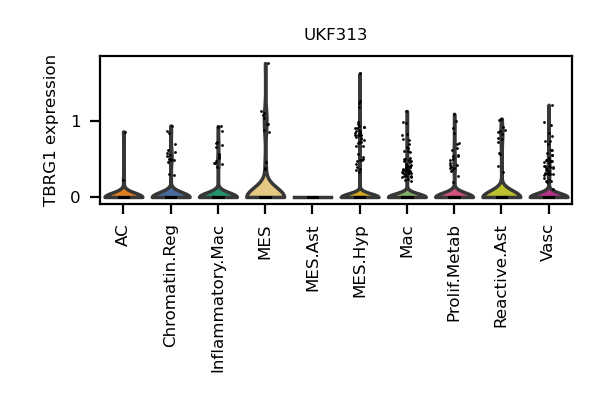 UKF313
TBRG1 expression
1
0
AC
Chromatin.Reg
Inflammatory.Mac
MES
MES.Ast
MES.Hyp
Mac
Prolif.Metab
Reactive.Ast
Vasc